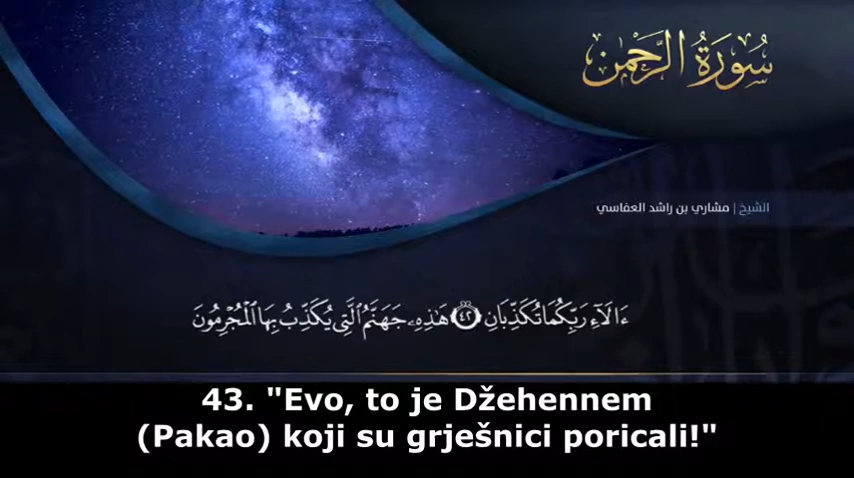 سُورَةُ الرَّحْمٰن
الشيخ | مشاري بن راشد العفاسي
ءَالَآءِ رَبِّكُمَا تُكَذِّبَانِ ۝٤٢ هَٰذِهِۦ جَهَنَّمُ ٱلَّتِى يُكَذِّبُ بِهَا ٱلْمُجْرِمُونَ
43. "Evo, to je Džehennem
(Pakao) koji su grješnici poricali!"